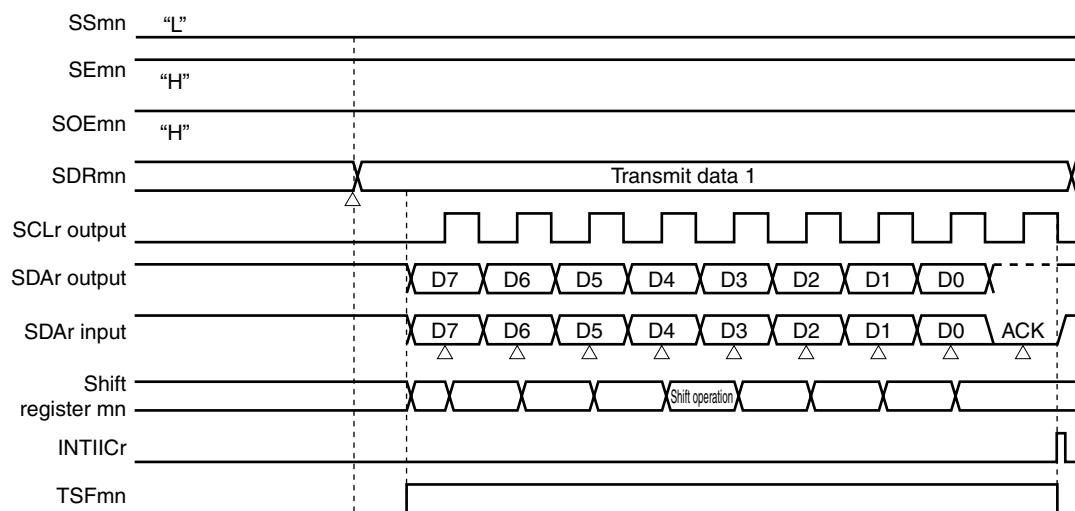 SSmn “L”
SEmn “H”
SOEmn “H”
SDRmn Transmit data 1
SCLr output
SDAr output D7 D6 D5 D4 D3 D2 D1 D0
SDAr input D7 D6 D5 D4 D3 D2 D1 D0 ACK
Shift
register mn Shift operation
INTIICr
TSFmn